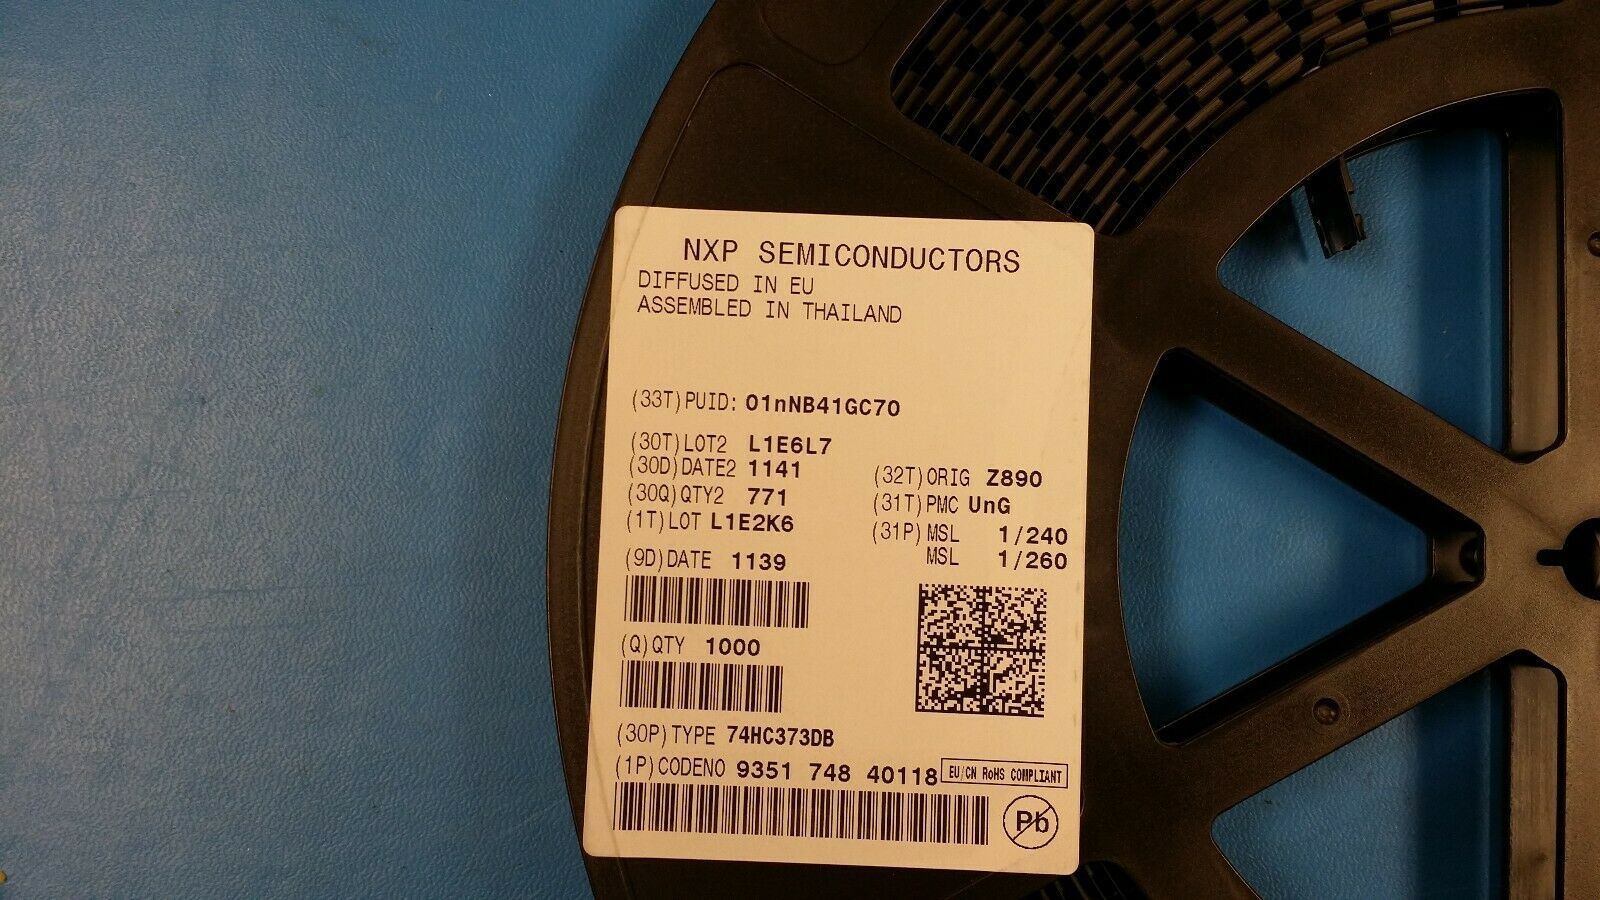 NXP SEMICONDUCTORS
DIFFUSED IN EU
ASSEMBLED IN THAILAND
(33T)PUID: 01nNB41GC70
(30T)LOT2 L1E6L7
(30D)DATE2 1141
(32T)ORIG Z890
(30Q)QTY2 771
(31T)PMC UnG
(1T)LOT L1E2K6
(31P)MSL 1/240
MSL 1/260
(9D)DATE 1139
(Q)QTY 1000
(30P)TYPE 74HC373DB
(1P)CODENO 9351 748 40118
EU/CN RoHS COMPLIANT
Pb